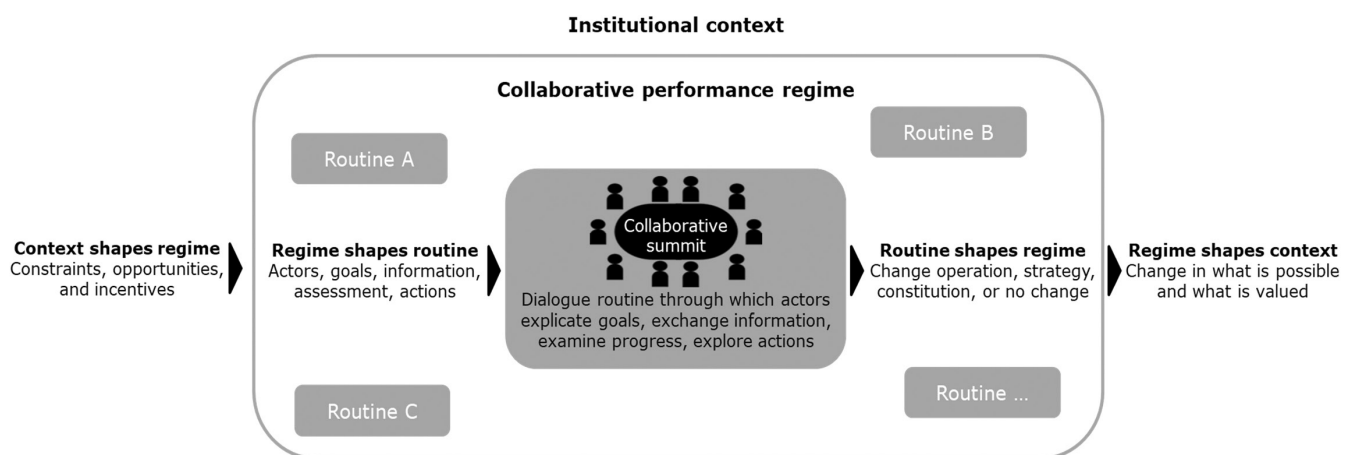 Institutional context
Collaborative performance regime
Routine A
Routine B
Context shapes regime
Constraints, opportunities,
and incentives
Regime shapes routine
Actors, goals, information,
assessment, actions
Collaborative
summit
Dialogue routine through which actors
explicate goals, exchange information,
examine progress, explore actions
Routine shapes regime
Change operation, strategy,
constitution, or no change
Regime shapes context
Change in what is possible
and what is valued
Routine C
Routine ...